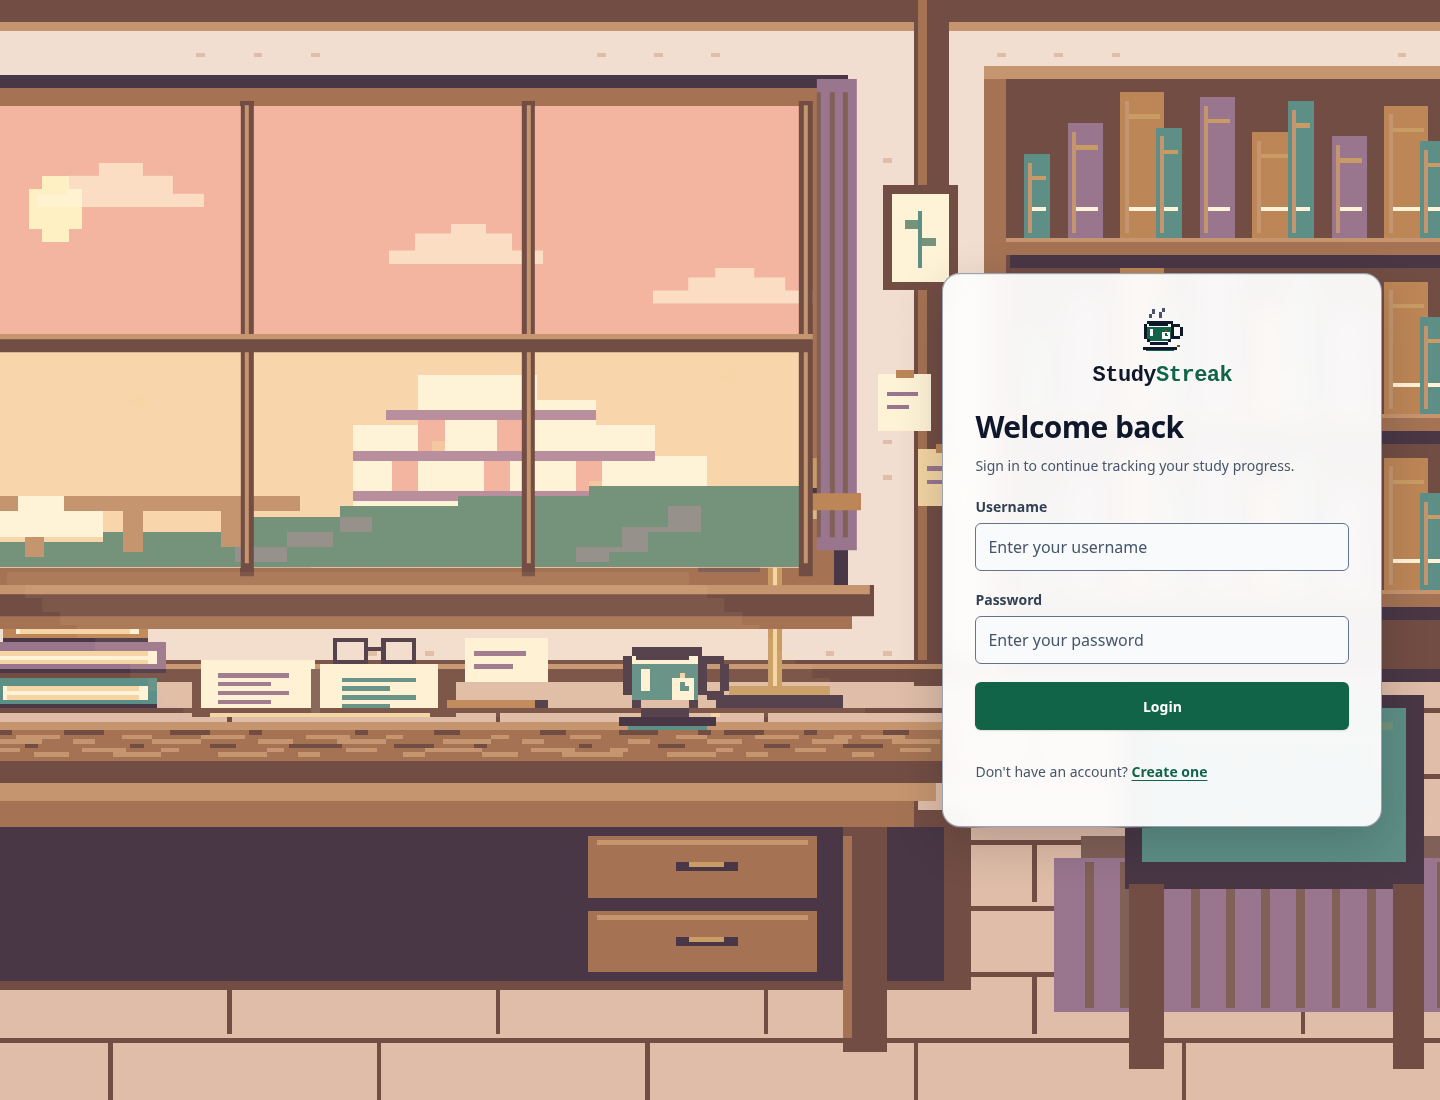 StudyStreak
Welcome back
Sign in to continue tracking your study progress.
Username
Enter your username
Password
Enter your password
Login
Don't have an account? Create one